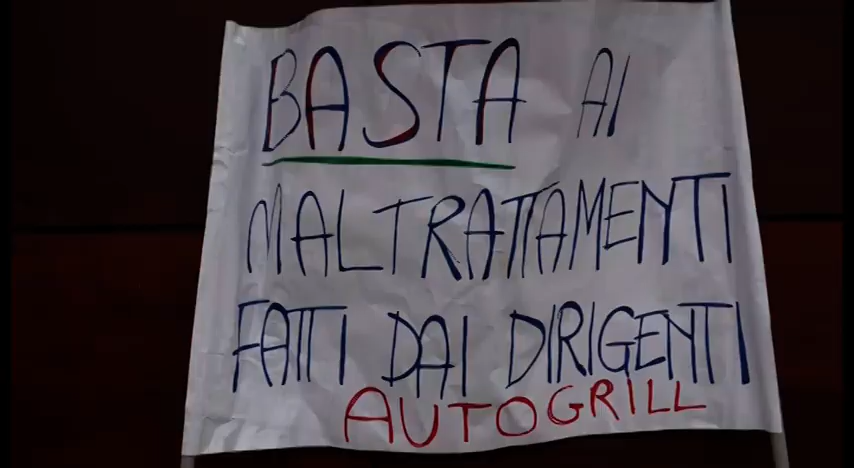 BASTA AI
MALTRATTAMENTI
FATTI DAI DIRIGENTI
AUTOGRILL